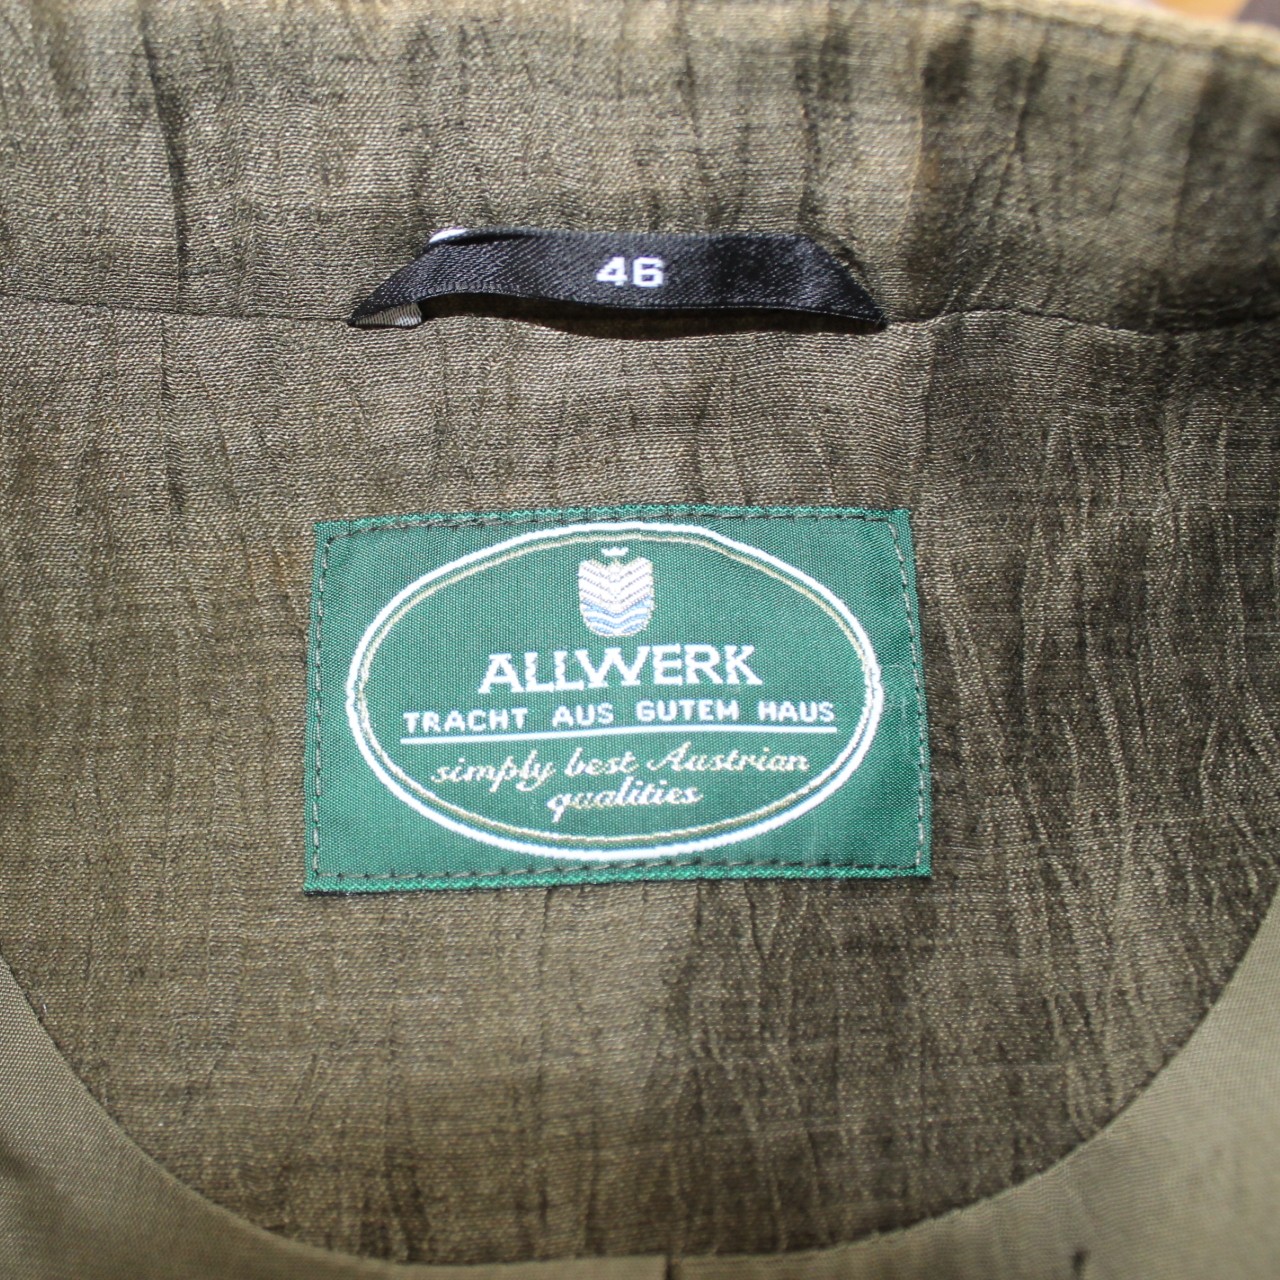 46
ALLWERK
TRACHT AUS GUTEM HAUS
simply best Austrian
qualities